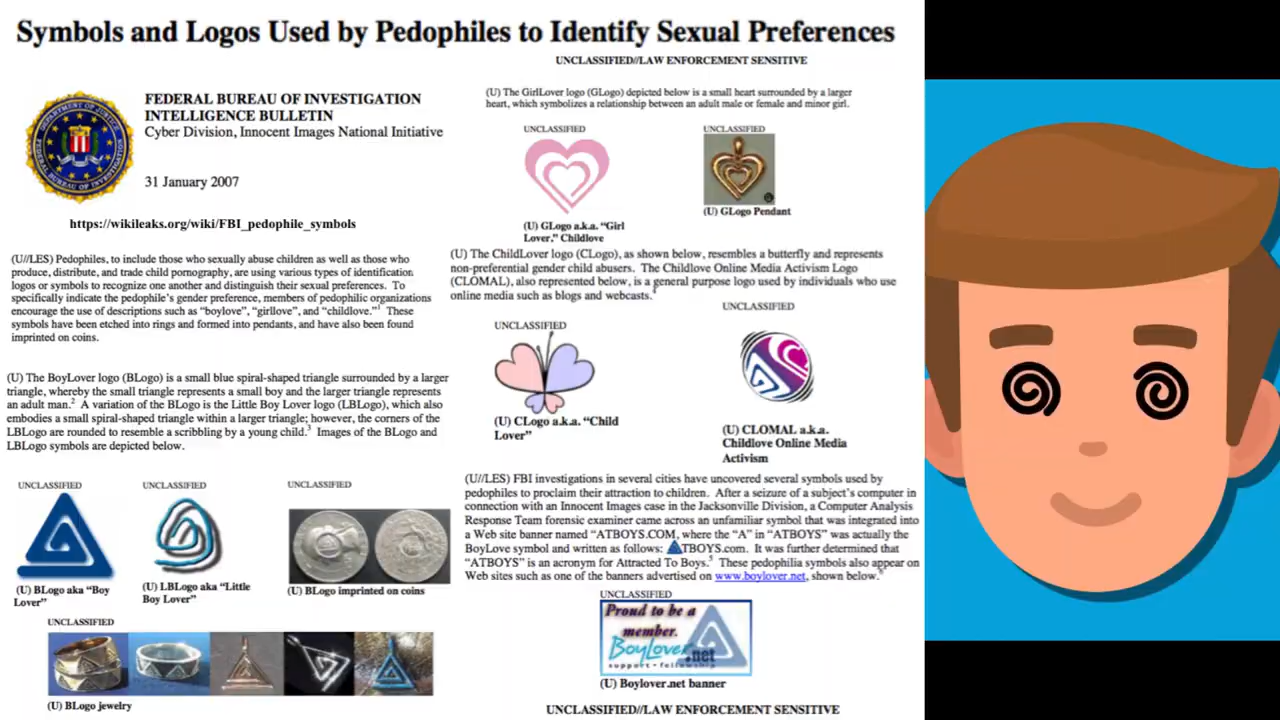 Symbols and Logos Used by Pedophiles to Identify Sexual Preferences
UNCLASSIFIED//LAW ENFORCEMENT SENSITIVE
FEDERAL BUREAU OF INVESTIGATION
INTELLIGENCE BULLETIN
Cyber Division, Innocent Images National Initiative
31 January 2007
https://wikileaks.org/wiki/FBI_pedophile_symbols
(U//LES) Pedophiles, to include those who sexually abuse children as well as those who
produce, distribute, and trade child pornography, are using various types of identification
logos or symbols to recognize one another and distinguish their sexual preferences. To
specifically indicate the pedophile's gender preference, members of pedophilic organizations
encourage the use of descriptions such as "boylove", "girllove", and "childlove."1 These
symbols have been etched into rings and formed into pendants, and have also been found
imprinted on coins.
(U) The BoyLover logo (BLogo) is a small blue spiral-shaped triangle surrounded by a larger
triangle, whereby the small triangle represents a small boy and the larger triangle represents
an adult man.2 A variation of the BLogo is the Little Boy Lover logo (LBLogo), which also
embodies a small spiral-shaped triangle within a larger triangle; however, the corners of the
LBLogo are rounded to resemble a scribbling by a young child.3 Images of the BLogo and
LBLogo symbols are depicted below.
UNCLASSIFIED
UNCLASSIFIED
UNCLASSIFIED
(U) BLogo aka "Boy
Lover"
(U) LBLogo aka "Little
Boy Lover"
(U) BLogo imprinted on coins
UNCLASSIFIED
(U) BLogo jewelry
(U) The GirlLover logo (GLogo) depicted below is a small heart surrounded by a larger
heart, which symbolizes a relationship between an adult male or female and minor girl.
UNCLASSIFIED
UNCLASSIFIED
(U) GLogo a.k.a. "Girl
Lover," Childlove
(U) GLogo Pendant
(U) The ChildLover logo (CLogo), as shown below, resembles a butterfly and represents
non-preferential gender child abusers. The Childlove Online Media Activism Logo
(CLOMAL), also represented below, is a general purpose logo used by individuals who use
online media such as blogs and webcasts.4
UNCLASSIFIED
UNCLASSIFIED
(U) CLogo a.k.a. "Child
Lover"
(U) CLOMAL a.k.a.
Childlove Online Media
Activism
(U//LES) FBI investigations in several cities have uncovered several symbols used by
pedophiles to proclaim their attraction to children. After a seizure of a subject's computer in
connection with an Innocent Images case in the Jacksonville Division, a Computer Analysis
Response Team forensic examiner came across an unfamiliar symbol that was integrated into
a Web site banner named "ATBOYS.COM, where the "A" in "ATBOYS" was actually the
BoyLove symbol and written as follows: TBOYS.com. It was further determined that
"ATBOYS" is an acronym for Attracted To Boys.5 These pedophilia symbols also appear on
Web sites such as one of the banners advertised on www.boylover.net, shown below.6
UNCLASSIFIED
Proud to be a
member.
BoyLover.net
support • fellowship
(U) Boylover.net banner
UNCLASSIFIED//LAW ENFORCEMENT SENSITIVE